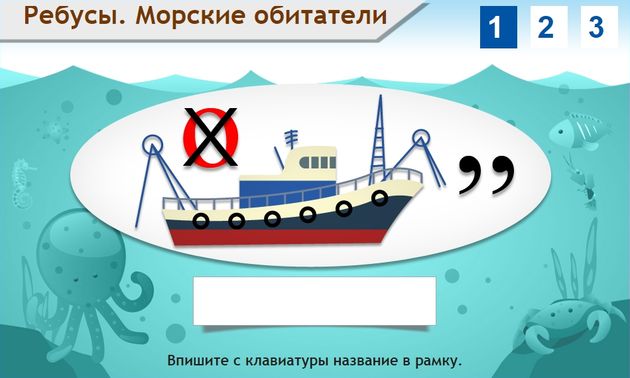 Ребусы. Морские обитатели
1 2 3
О
,,
Впишите с клавиатуры название в рамку.